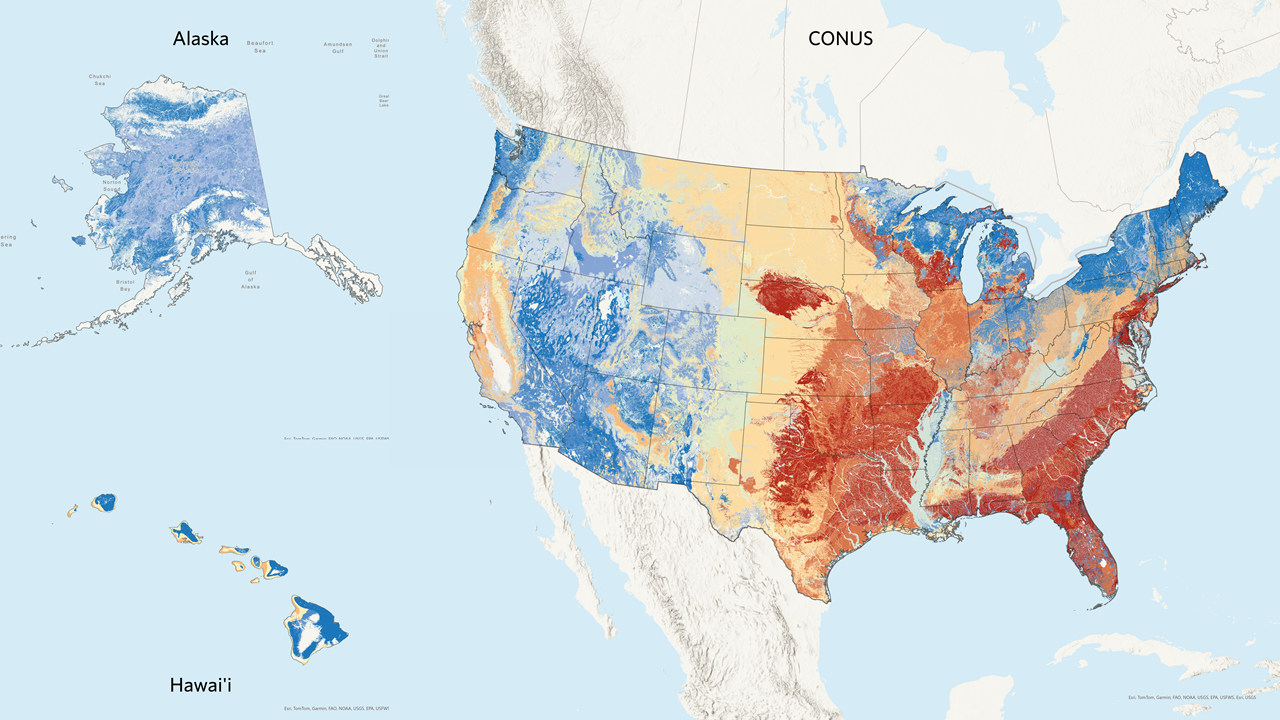 Alaska
CONUS
Beaufort
Sea
Amundsen
Gulf
Dolphin
and
Union
Strait
Chukchi
Sea
Great
Bear
Lake
Norton
Sound
ering
Sea
Gulf
of
Alaska
Bristol
Bay
Esri, TomTom, Garmin, FAO, NOAA, USGS, EPA, USFWS
Hawai'i
Esri, TomTom, Garmin, FAO, NOAA, USGS, EPA, USFWS, Esri, USGS
Esri, TomTom, Garmin, FAO, NOAA, USGS, EPA, USFW!